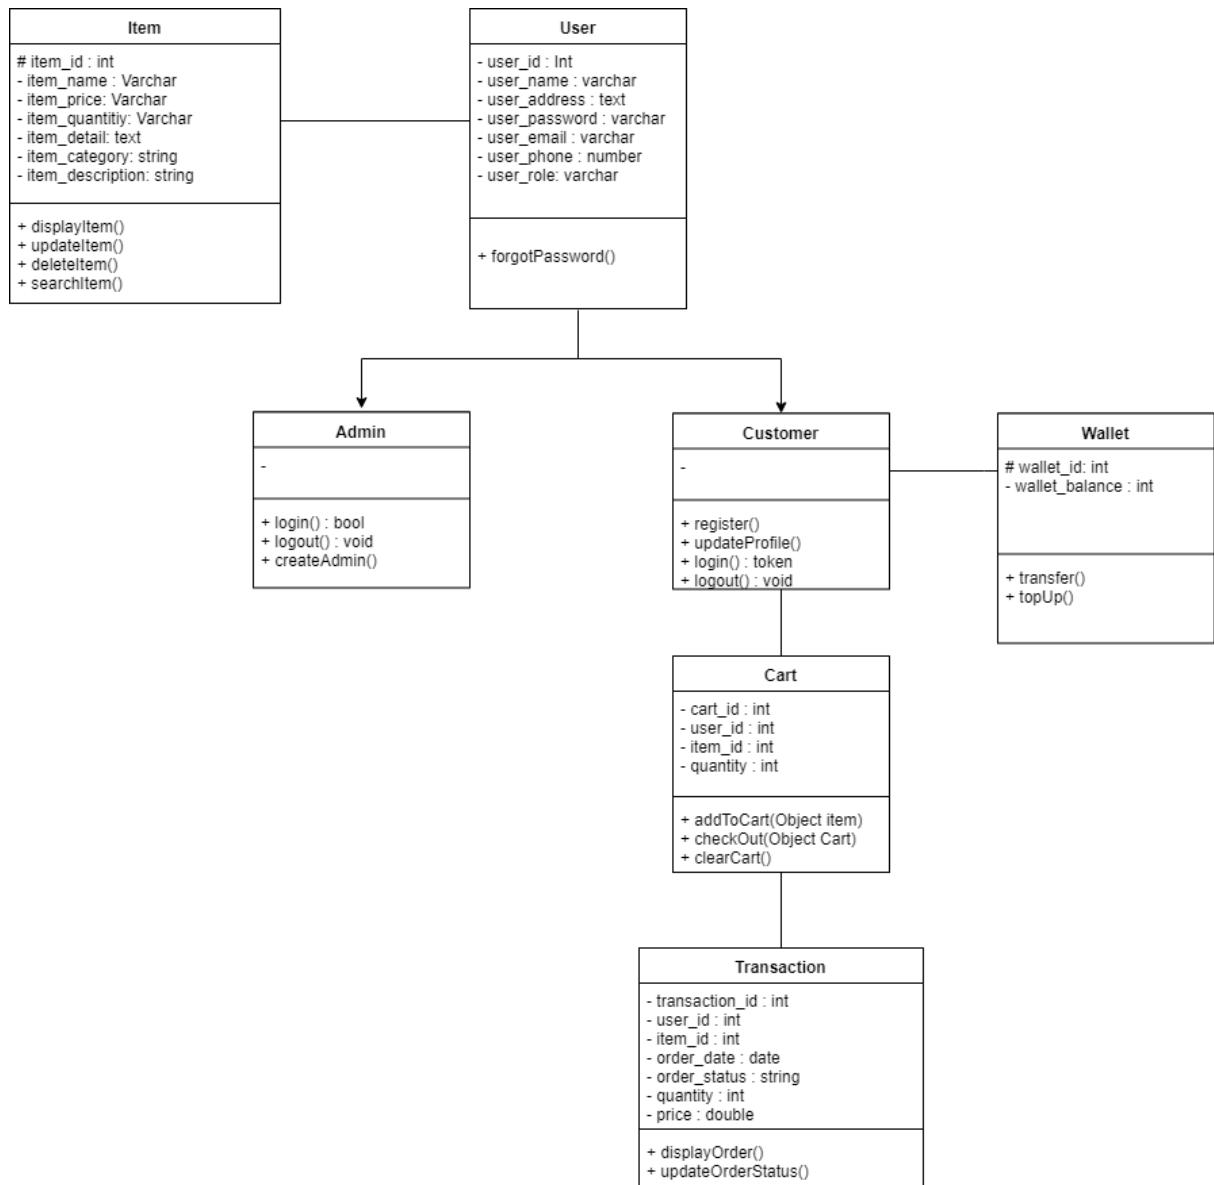 Item
# item_id : int
- item_name : Varchar
- item_price: Varchar
- item_quantitiy: Varchar
- item_detail: text
- item_category: string
- item_description: string
+ displayItem()
+ updateItem()
+ deleteItem()
+ searchItem()
User
- user_id : Int
- user_name : varchar
- user_address : text
- user_password : varchar
- user_email : varchar
- user_phone : number
- user_role: varchar
+ forgotPassword()
Admin
-
+ login() : bool
+ logout() : void
+ createAdmin()
Customer
-
+ register()
+ updateProfile()
+ login() : token
+ logout() : void
Wallet
# wallet_id: int
- wallet_balance : int
+ transfer()
+ topUp()
Cart
- cart_id : int
- user_id : int
- item_id : int
- quantity : int
+ addToCart(Object item)
+ checkOut(Object Cart)
+ clearCart()
Transaction
- transaction_id : int
- user_id : int
- item_id : int
- order_date : date
- order_status : string
- quantity : int
- price : double
+ displayOrder()
+ updateOrderStatus()